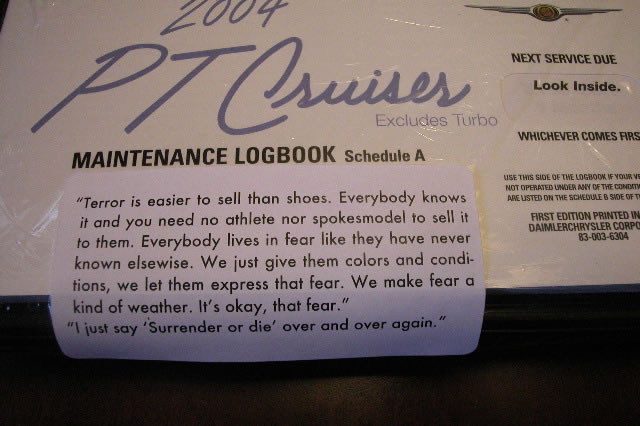 2004
PT Cruiser
Excludes Turbo
MAINTENANCE LOGBOOK Schedule A
NEXT SERVICE DUE
Look Inside.
WHICHEVER COMES FIRS
USE THIS SIDE OF THE LOGBOOK IF YOUR VE
NOT OPERATED UNDER ANY OF THE CONDITI
ARE LISTED ON THE SCHEDULE B SIDE OF T
FIRST EDITION PRINTED IN
DAIMLERCHRYSLER CORPO
83-003-6304
"Terror is easier to sell than shoes. Everybody knows
it and you need no athlete nor spokesmodel to sell it
to them. Everybody lives in fear like they have never
known elsewise. We just give them colors and condi-
tions, we let them express that fear. We make fear a
kind of weather. It's okay, that fear."
"I just say 'Surrender or die' over and over again."